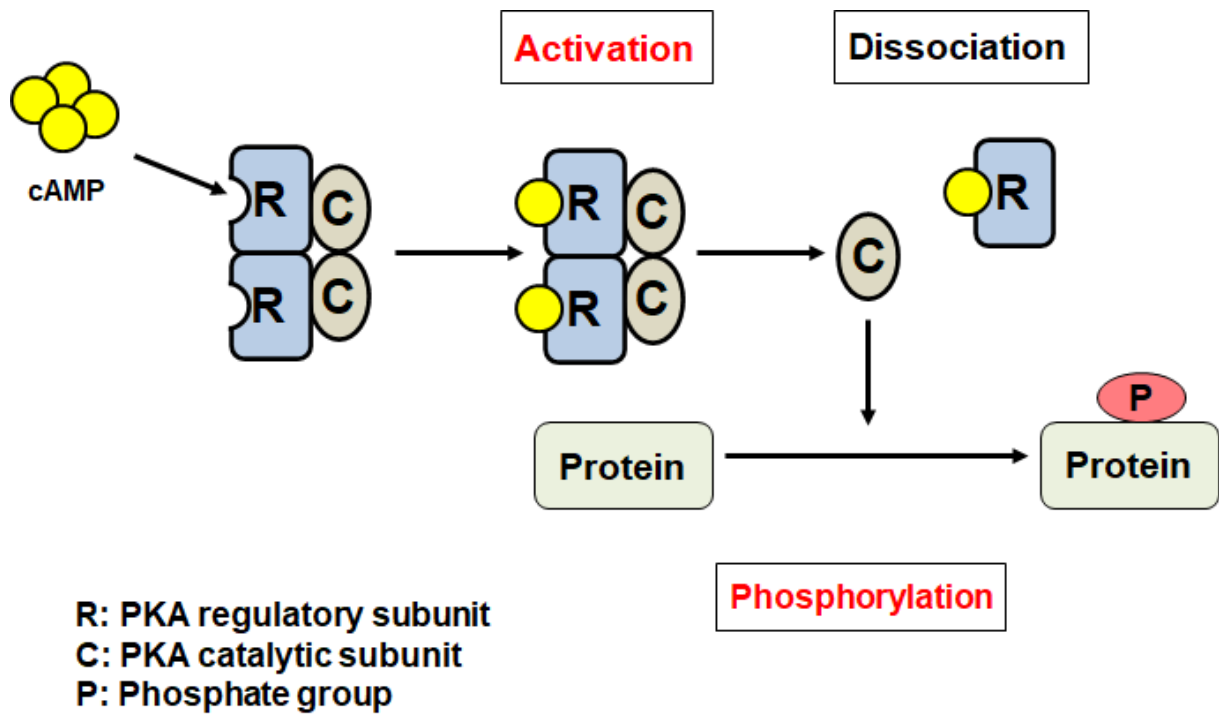 Activation
Dissociation
cAMP
R
C
R
C
R
C
R
C
C
R
P
Protein
Protein
Phosphorylation
R: PKA regulatory subunit
C: PKA catalytic subunit
P: Phosphate group